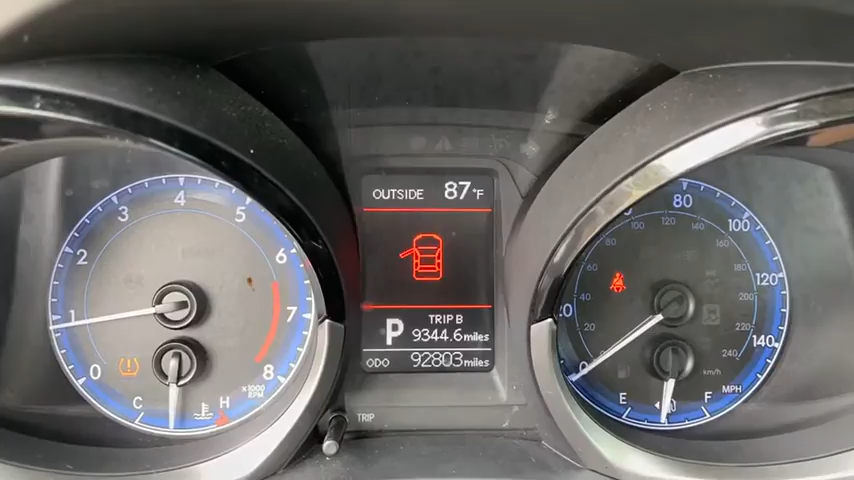 OUTSIDE 87°F
TRIP B
P 9344.6 miles
ODO 92803 miles
0 1 2 3 4 5 6 7 8
x1000 RPM
C H
TRIP
80 100 120 140
20 40 60 80 100 120 140 160 180 200 220 240
km/h
MPH
E F